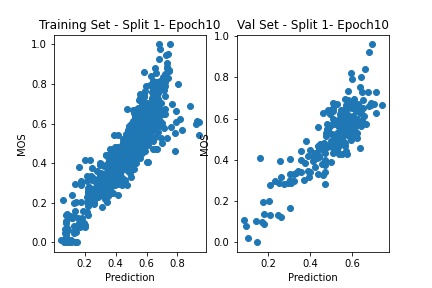 Training Set - Split 1- Epoch10
Val Set - Split 1- Epoch10
MOS
1.0
0.8
0.6
0.4
0.2
0.0
0.2 0.4 0.6 0.8
Prediction
MOS
1.0
0.8
0.6
0.4
0.2
0.0
0.2 0.4 0.6
Prediction